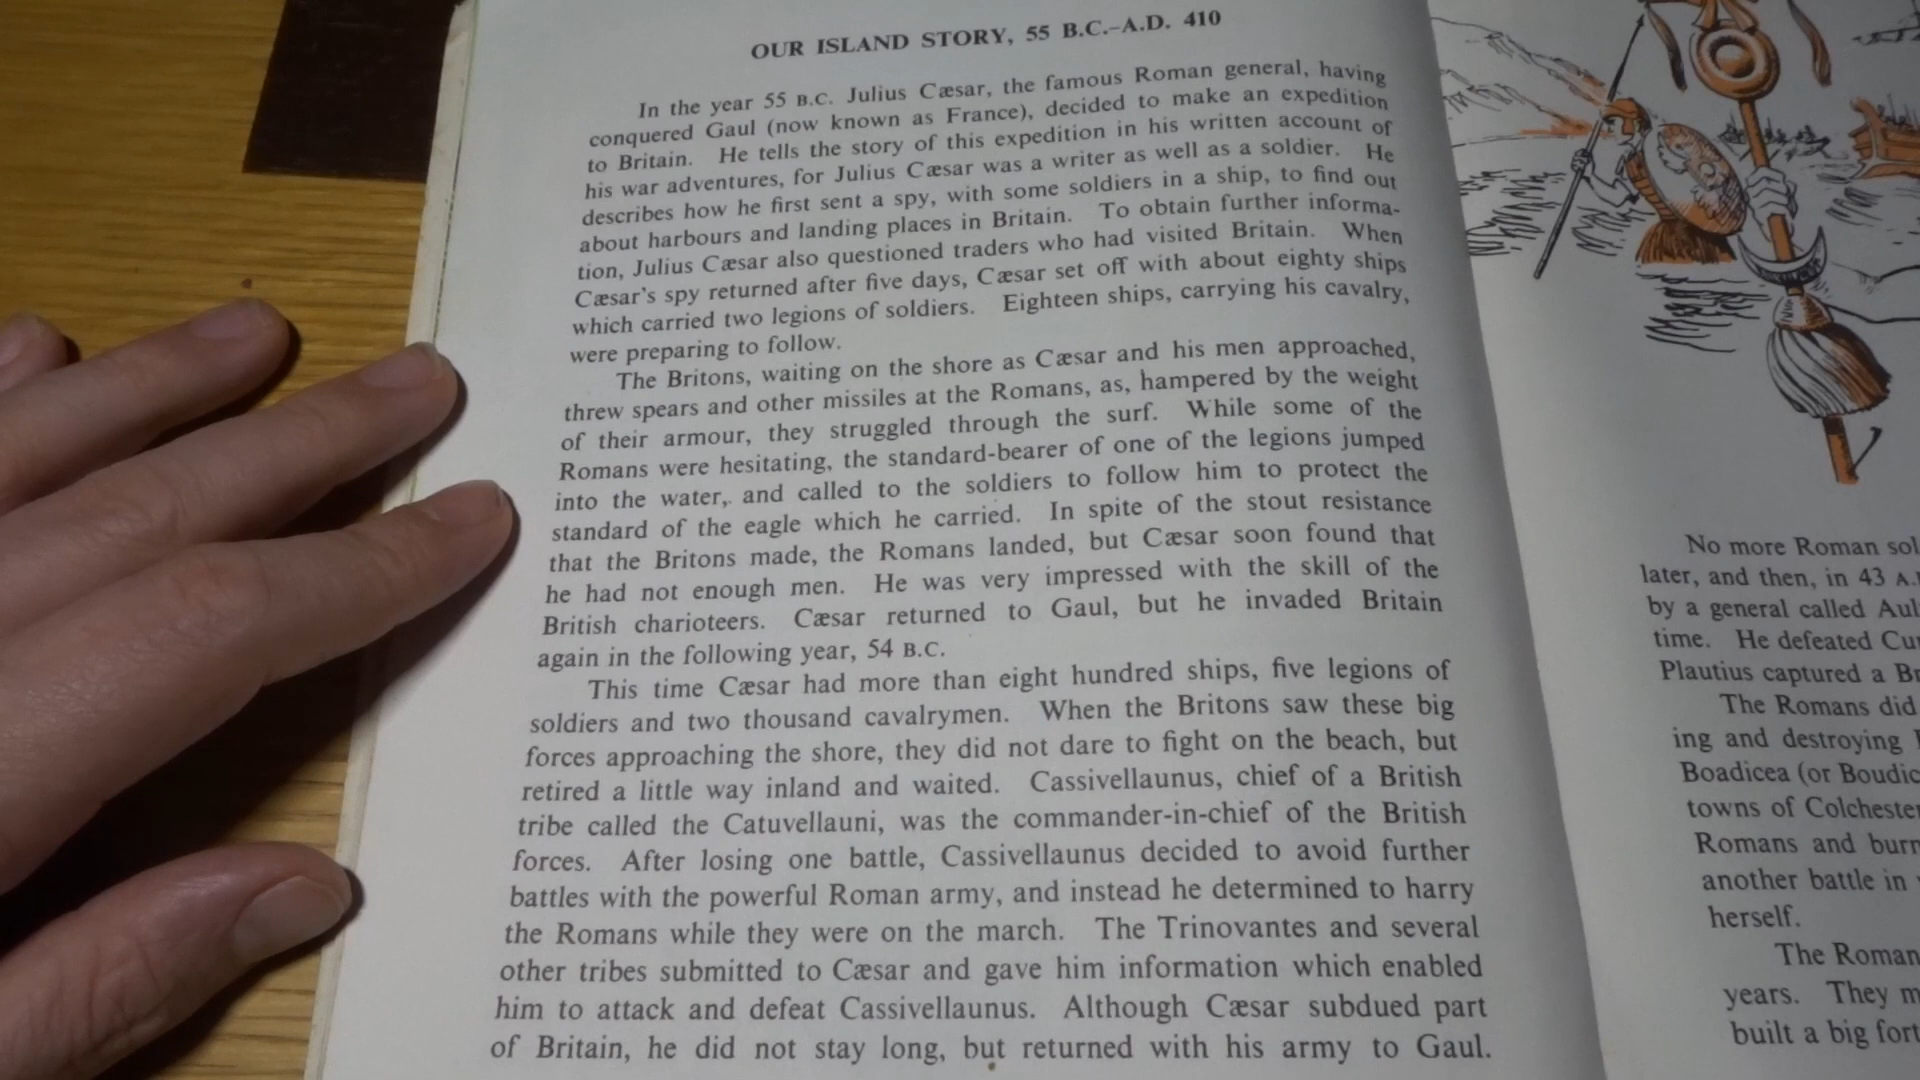 OUR ISLAND STORY, 55 B.C.–A.D. 410
In the year 55 B.C. Julius Cæsar, the famous Roman general, having
conquered Gaul (now known as France), decided to make an expedition
to Britain. He tells the story of this expedition in his written account of
his war adventures, for Julius Cæsar was a writer as well as a soldier. He
describes how he first sent a spy, with some soldiers in a ship, to find out
about harbours and landing places in Britain. To obtain further informa-
tion, Julius Cæsar also questioned traders who had visited Britain. When
Cæsar's spy returned after five days, Cæsar set off with about eighty ships
which carried two legions of soldiers. Eighteen ships, carrying his cavalry,
were preparing to follow.
The Britons, waiting on the shore as Cæsar and his men approached,
threw spears and other missiles at the Romans, as, hampered by the weight
of their armour, they struggled through the surf. While some of the
Romans were hesitating, the standard-bearer of one of the legions jumped
into the water, and called to the soldiers to follow him to protect the
standard of the eagle which he carried. In spite of the stout resistance
that the Britons made, the Romans landed, but Cæsar soon found that
he had not enough men. He was very impressed with the skill of the
British charioteers. Cæsar returned to Gaul, but he invaded Britain
again in the following year, 54 B.C.
This time Cæsar had more than eight hundred ships, five legions of
soldiers and two thousand cavalrymen. When the Britons saw these big
forces approaching the shore, they did not dare to fight on the beach, but
retired a little way inland and waited. Cassivellaunus, chief of a British
tribe called the Catuvellauni, was the commander-in-chief of the British
forces. After losing one battle, Cassivellaunus decided to avoid further
battles with the powerful Roman army, and instead he determined to harry
the Romans while they were on the march. The Trinovantes and several
other tribes submitted to Cæsar and gave him information which enabled
him to attack and defeat Cassivellaunus. Although Cæsar subdued part
of Britain, he did not stay long, but returned with his army to Gaul.
No more Roman sol
later, and then, in 43 A.
by a general called Aul
time. He defeated Cu
Plautius captured a B
The Romans did
ing and destroying
Boadicea (or Boudic
towns of Colchester
Romans and burn
another battle in
herself.
The Roman
years. They m
built a big fort